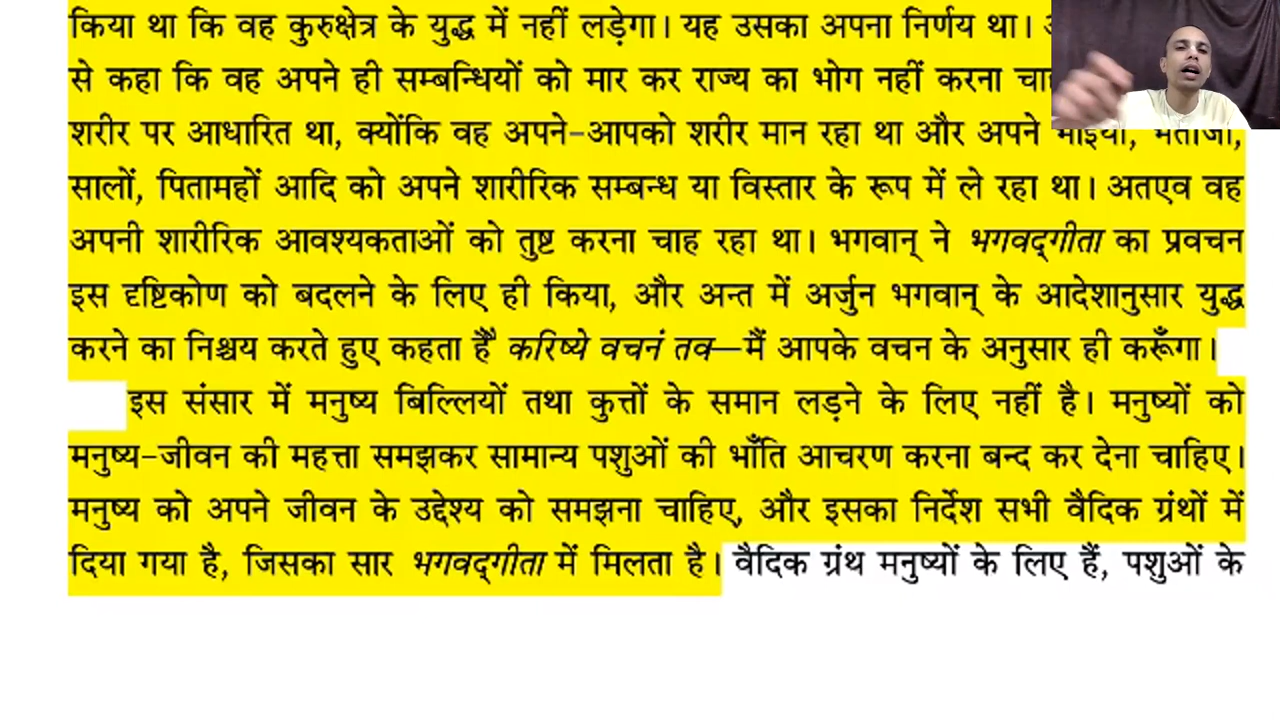 किया था कि वह कुरुक्षेत्र के युद्ध में नहीं लड़ेगा। यह उसका अपना निर्णय था।
से कहा कि वह अपने ही सम्बन्धियों को मार कर राज्य का भोग नहीं करना
शरीर पर आधारित था, क्योंकि वह अपने-आपको शरीर मान रहा था और अपने
सालों, पितामहों आदि को अपने शारीरिक सम्बन्ध या विस्तार के रूप में ले रहा था। अतएव वह
अपनी शारीरिक आवश्यकताओं को तुष्ट करना चाह रहा था। भगवान् ने भगवद्‌गीता का प्रवचन
इस दृष्टिकोण को बदलने के लिए ही किया, और अन्त में अर्जुन भगवान् के आदेशानुसार युद्ध
करने का निश्चय करते हुए कहता है करिष्ये वचनं तव—मैं आपके वचन के अनुसार ही करूँगा।
इस संसार में मनुष्य बिल्लियों तथा कुत्तों के समान लड़ने के लिए नहीं है। मनुष्यों को
मनुष्य-जीवन की महत्ता समझकर सामान्य पशुओं की भाँति आचरण करना बन्द कर देना चाहिए।
मनुष्य को अपने जीवन के उद्देश्य को समझना चाहिए, और इसका निर्देश सभी वैदिक ग्रंथों में
दिया गया है, जिसका सार भगवद्‌गीता में मिलता है। वैदिक ग्रंथ मनुष्यों के लिए हैं, पशुओं के